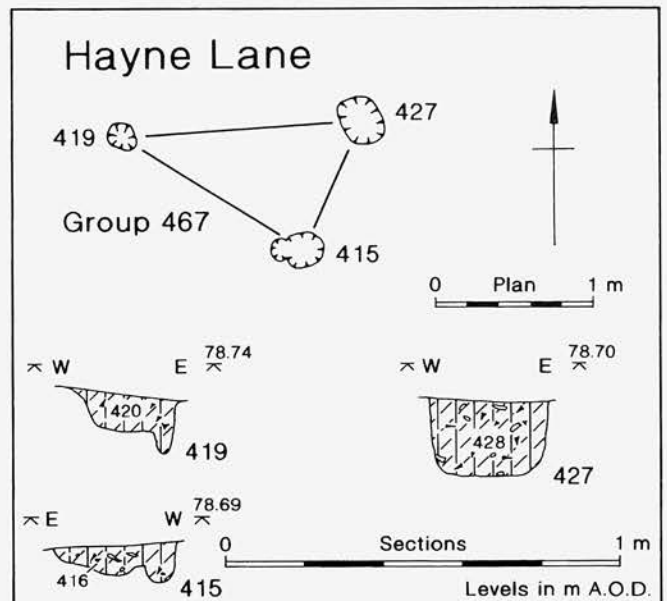 Hayne Lane
427
419
Group 467
415
0 Plan 1 m
W E 78.74
420
419
W E 78.70
428
427
E W 78.69
416
415
0 Sections 1 m
Levels in m A.O.D.